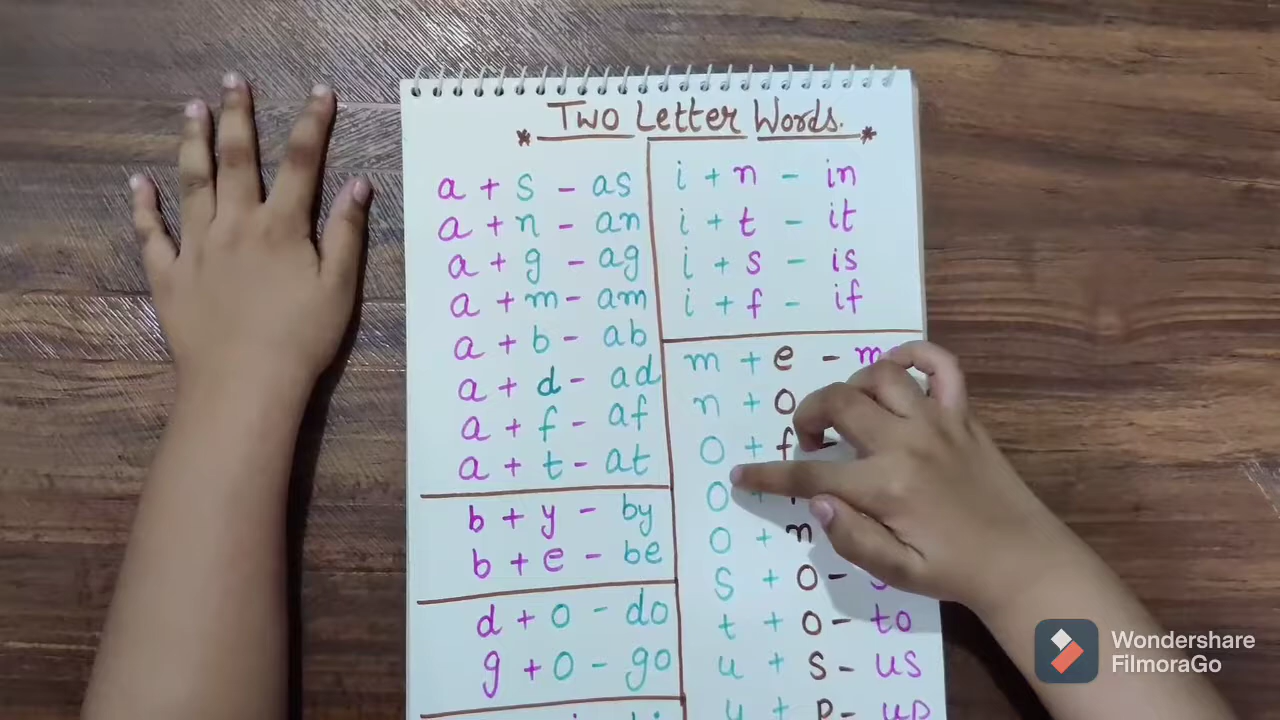 * Two Letter Words. *
a + s - as
a + n - an
a + g - ag
a + m - am
a + b - ab
a + d - ad
a + f - af
a + t - at
b + y - by
b + e - be
d + o - do
g + o - go
i + n - in
i + t - it
i + s - is
i + f - if
m + e - m
n + o
o + f -
o +
o + n
s + o -
t + o - to
u + s - us
u + p - up
Wondershare
FilmoraGo